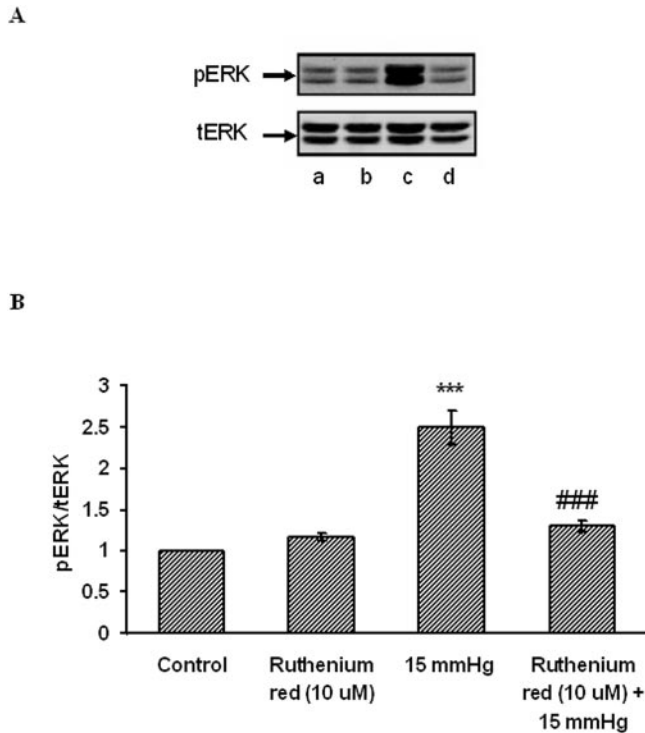 A
pERK
tERK
a b c d
B
3
2.5
2
1.5
1
0.5
0
pERK/tERK
***
###
Control
Ruthenium
red (10 uM)
15 mmHg
Ruthenium
red (10 uM) +
15 mmHg